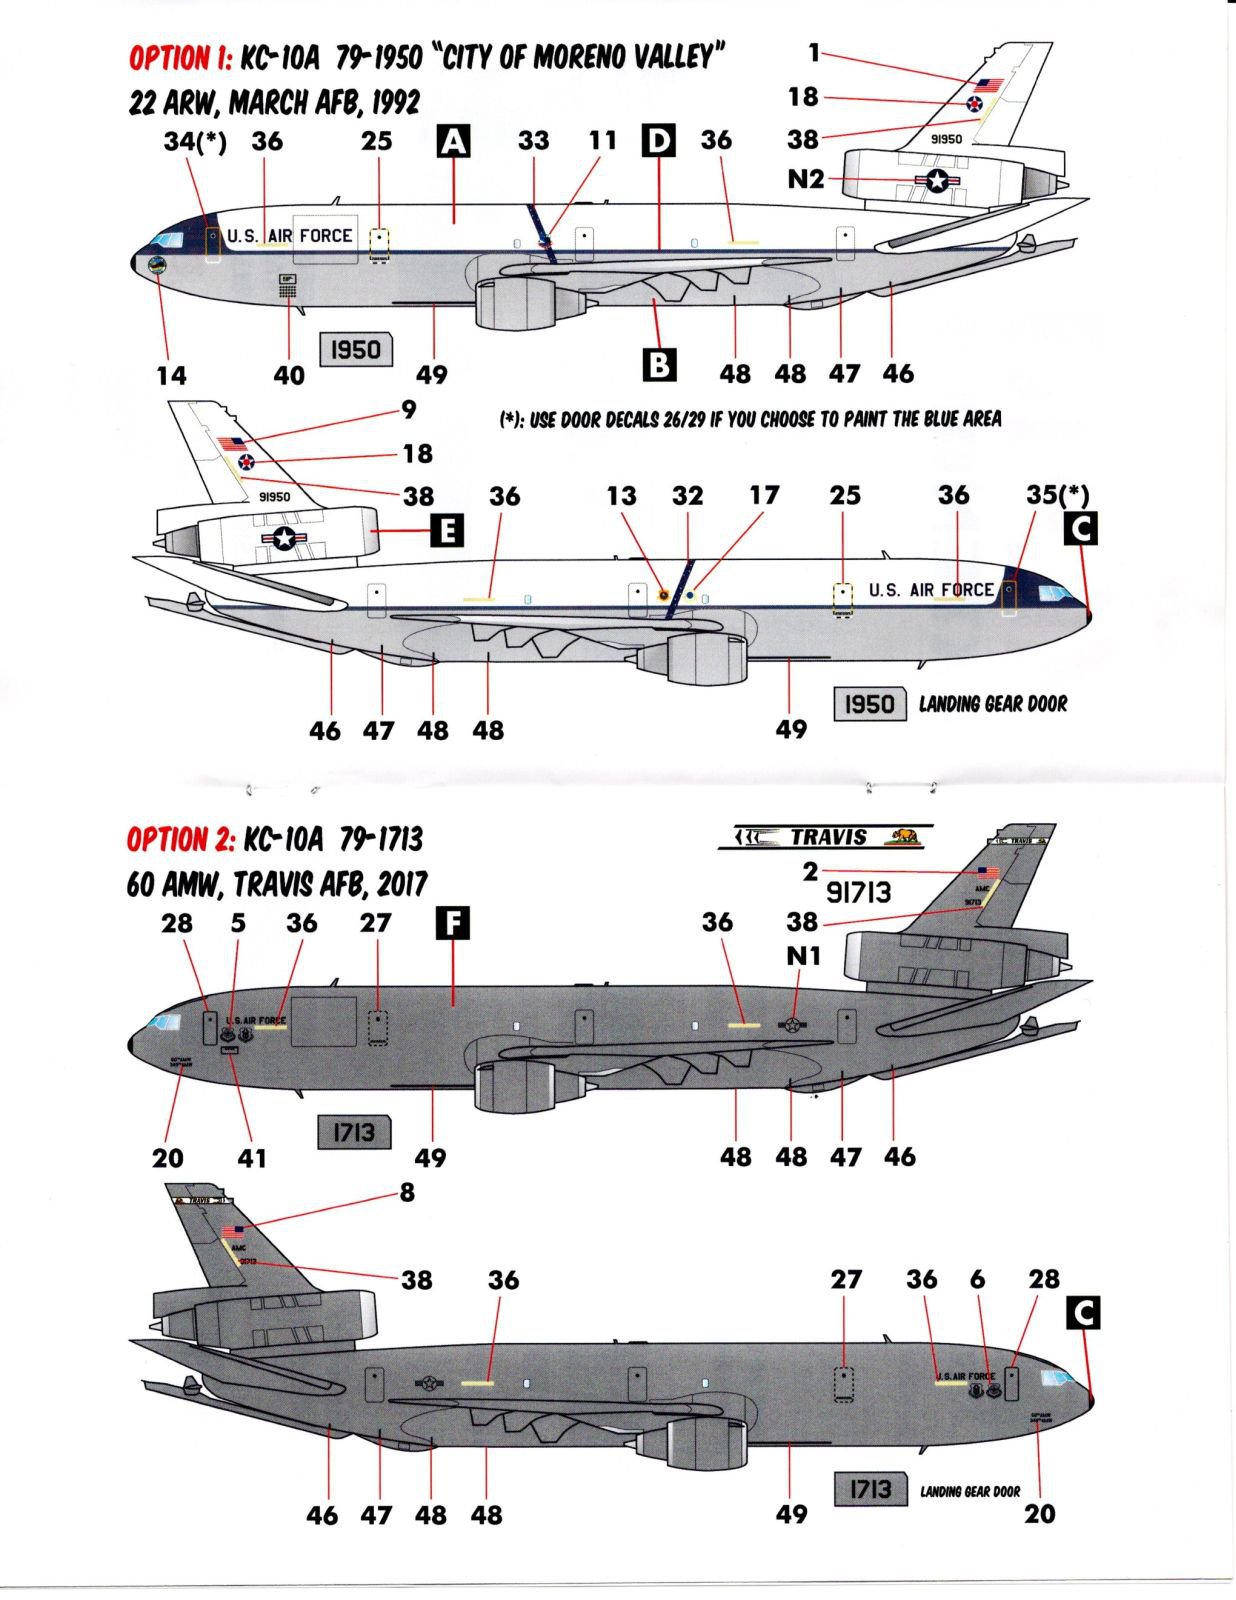 OPTION 1: KC-10A 79-1950 "CITY OF MORENO VALLEY"
22 ARW, MARCH AFB, 1992
1
18
38
N2
91950
34(*) 36 25 A 33 11 D 36
U.S. AIR FORCE
1950
14 40 49 B 48 48 47 46
(*): USE DOOR DECALS 26/29 IF YOU CHOOSE TO PAINT THE BLUE AREA
9
18
38
91950
E
36 13 32 17 25 36 35(*)
C
U.S. AIR FORCE
1950 LANDING GEAR DOOR
46 47 48 48 49
OPTION 2: KC-10A 79-1713
60 AMW, TRAVIS AFB, 2017
TRAVIS
2
91713
38
N1
AMC
91713
28 5 36 27 F 36
U.S. AIR FORCE
1713
20 41 49 48 48 47 46
8
TRAVIS
AMC
91713
38 36 27 36 6 28
C
U.S. AIR FORCE
1713 LANDING GEAR DOOR
46 47 48 48 49 20